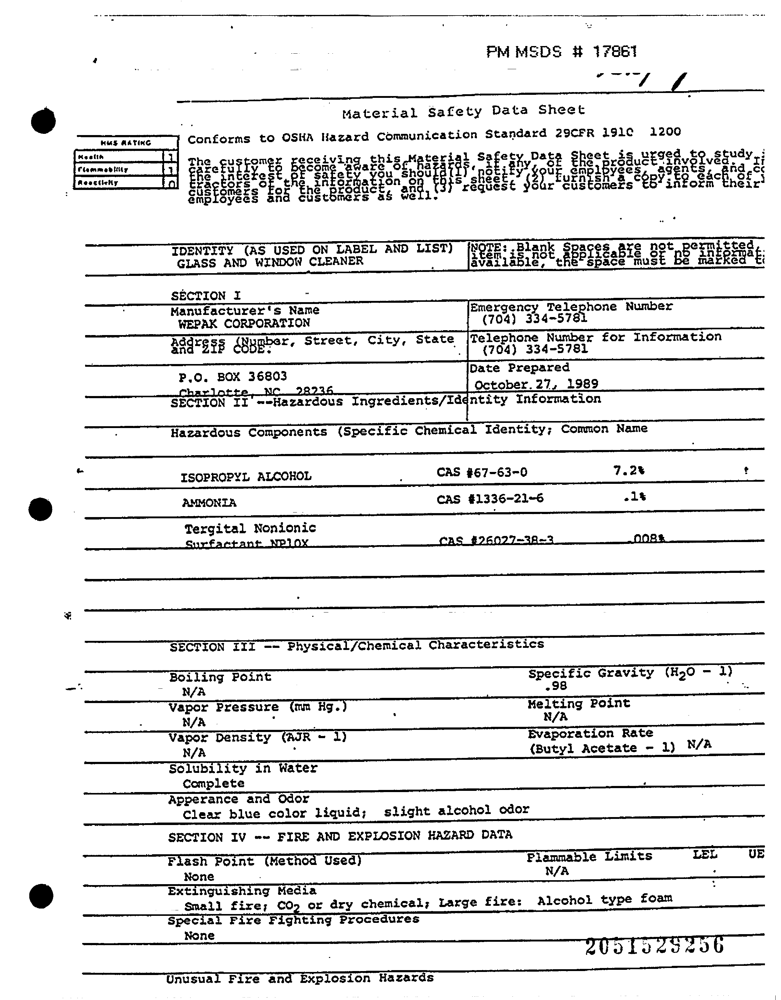 PM MSDS # 17861
Material Safety Data Sheet
Conforms to OSHA Hazard Communication Standard 29CFR 1910 1200
HMS RATING
Health 1
Flammability 1
Reactivity 0
The customer receiving this Material Safety Data Sheet is urged to study
carefully to become aware of hazards, if any, of the product involved. I
the interest of safety you should (1) notify your employees, agents, and
of the information on this sheet, (2) furnish a copy to each of
customers for the product, and (3) request your customers to inform their
employees and customers as well.
IDENTITY (AS USED ON LABEL AND LIST)
GLASS AND WINDOW CLEANER
NOTE: Blank Spaces are not permitted.
item is not applicable or no informat
available, the space must be marked t
SECTION I
Manufacturer's Name
WEPAK CORPORATION
Emergency Telephone Number
(704) 334-5781
Address (Number, Street, City, State
and ZIP CODE.
Telephone Number for Information
(704) 334-5781
P.O. BOX 36803
Charlotte, NC 28236
Date Prepared
October 27, 1989
SECTION II --Hazardous Ingredients/Identity Information
Hazardous Components (Specific Chemical Identity; Common Name
ISOPROPYL ALCOHOL CAS #67-63-0 7.2%
AMMONIA CAS #1336-21-6 .1%
Tergital Nonionic
Surfactant NP10X CAS #26027-38-3 .008%
SECTION III -- Physical/Chemical Characteristics
Boiling Point
N/A
Specific Gravity (H2O - 1)
.98
Vapor Pressure (mm Hg.)
N/A
Melting Point
N/A
Vapor Density (AJR - 1)
N/A
Evaporation Rate
(Butyl Acetate - 1) N/A
Solubility in Water
Complete
Apperance and Odor
Clear blue color liquid; slight alcohol odor
SECTION IV -- FIRE AND EXPLOSION HAZARD DATA
Flash Point (Method Used)
None
Flammable Limits LEL UE
N/A
Extinguishing Media
Small fire; CO2 or dry chemical; Large fire: Alcohol type foam
Special Fire Fighting Procedures
None
2051529256
Unusual Fire and Explosion Hazards